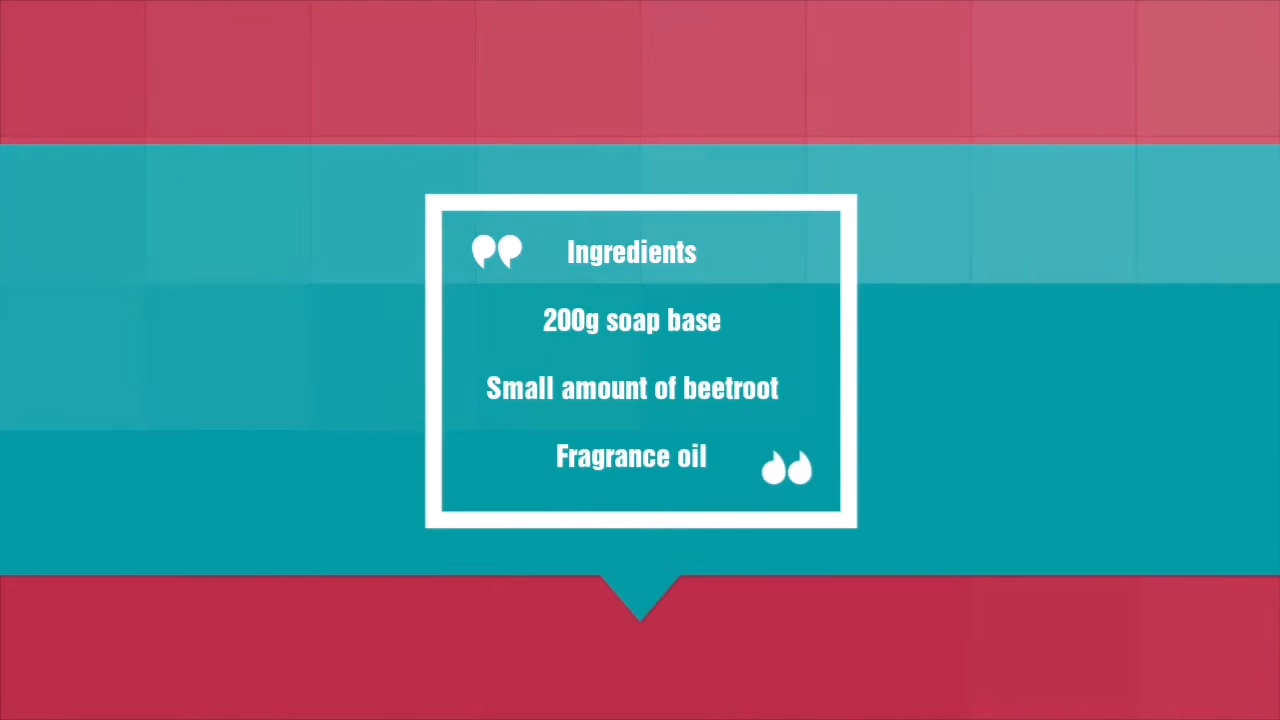 Ingredients
200g soap base
Small amount of beetroot
Fragrance oil